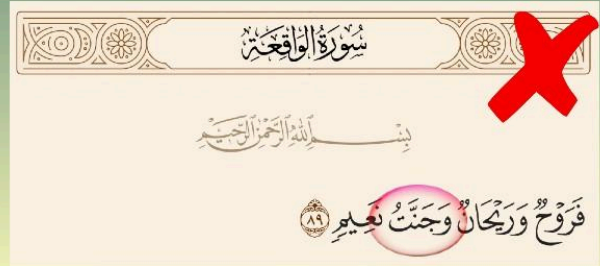 سُورَةُ الوَاقِعَةِ
بِسْمِ ٱللَّهِ ٱلرَّحْمَٰنِ ٱلرَّحِيمِ
فَرَوْحٌ وَرَيْحَانٌ وَجَنَّتُ نَعِيمٍ ٨٩